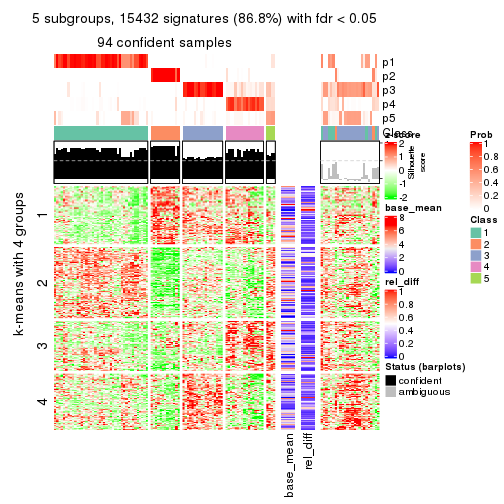 5 subgroups, 15432 signatures (86.8%) with fdr < 0.05
94 confident samples
p1
p2
p3
p4
p5
Class
z-score
2
1
0
-1
-2
Silhouette
score
Prob
1
0.8
0.6
0.4
0.2
0
base_mean
8
6
4
2
0
Class
1
2
3
4
5
rel_diff
1
0.8
0.6
0.4
0.2
0
Status (barplots)
confident
ambiguous
k-means with 4 groups
1
2
3
4
base_mean
rel_diff